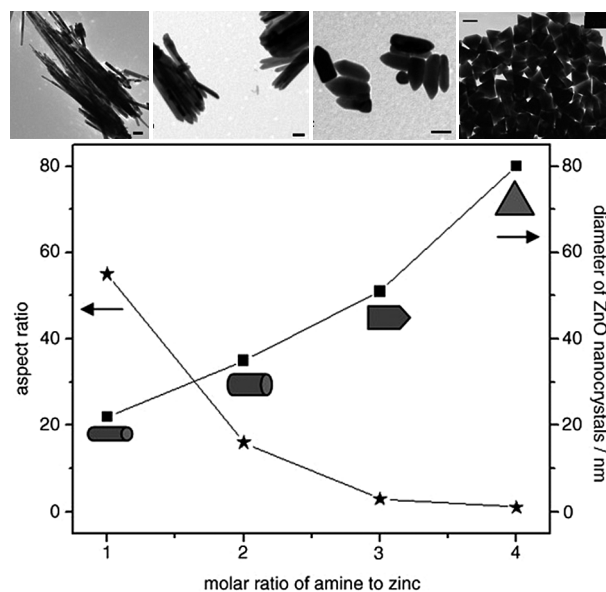 80
60
40
20
0
aspect ratio
80
60
40
20
0
diameter of ZnO nanocrystals / nm
1 2 3 4
molar ratio of amine to zinc